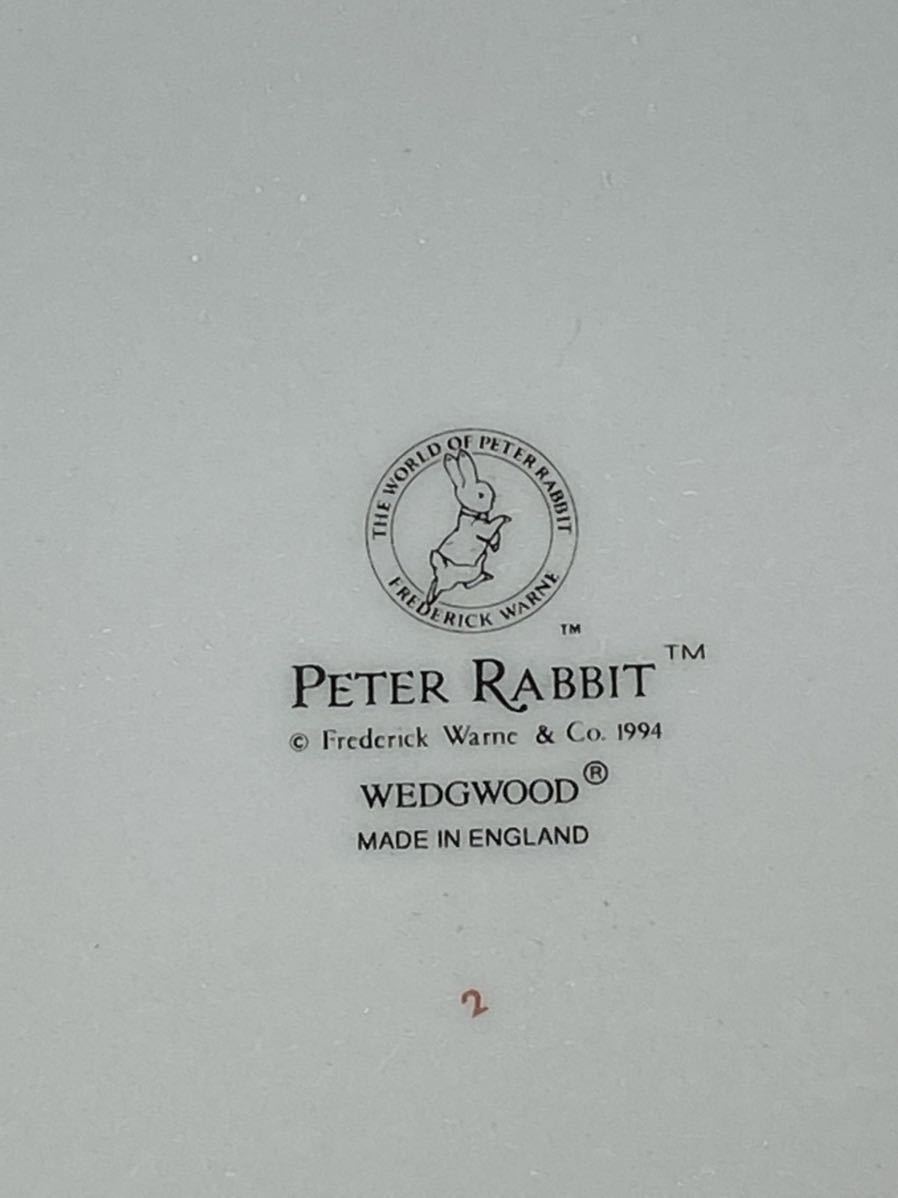 THE WORLD OF PETER RABBIT
FREDERICK WARNE
TM
PETER RABBIT TM
© Frederick Warne & Co. 1994
WEDGWOOD®
MADE IN ENGLAND
2